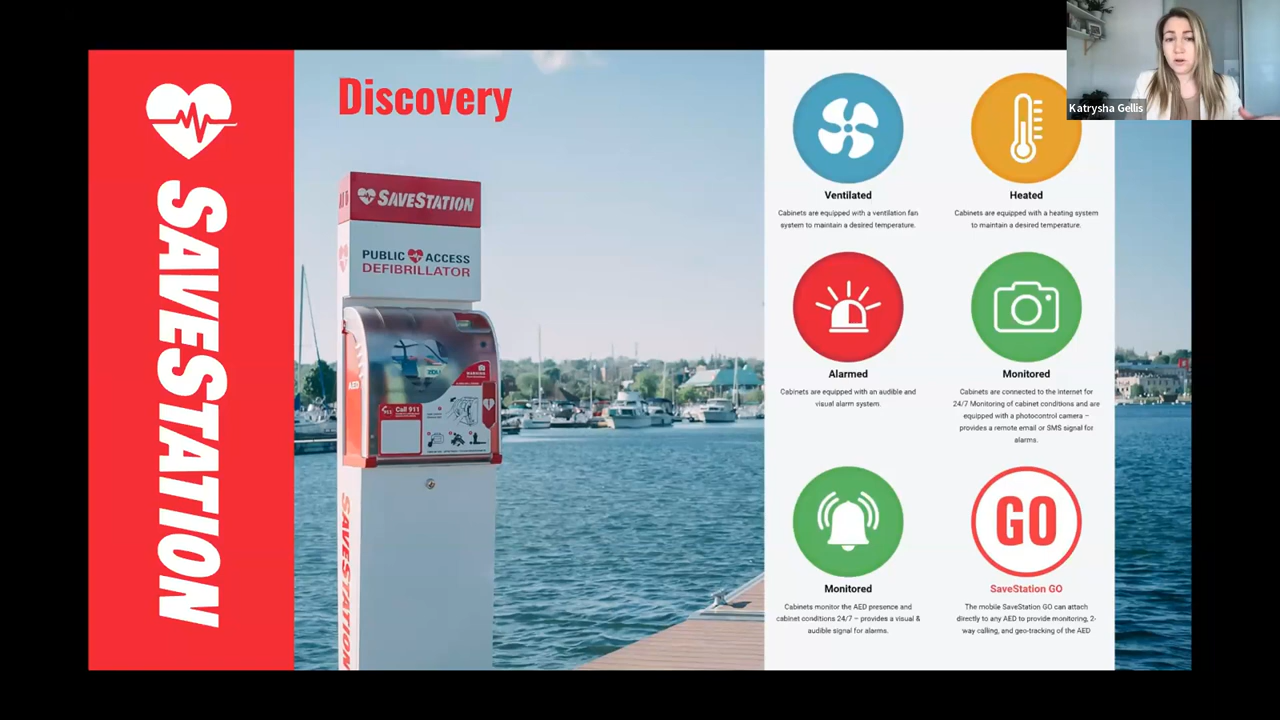 SAVESTATION
Discovery
SAVESTATION
PUBLIC ACCESS
DEFIBRILLATOR
AED
Call 911
SAVESTATION
Ventilated
Cabinets are equipped with a ventilation fan
system to maintain a desired temperature.
Heated
Cabinets are equipped with a heating system
to maintain a desired temperature.
Alarmed
Cabinets are equipped with an audible and
visual alarm system.
Monitored
Cabinets are connected to the internet for
24/7 Monitoring of cabinet conditions and are
equipped with a photocontrol camera –
provides a remote email or SMS signal for
alarms.
Monitored
Cabinets monitor the AED presence and
cabinet conditions 24/7 – provides a visual &
audible signal for alarms.
GO
SaveStation GO
The mobile SaveStation GO can attach
directly to any AED to provide monitoring, 2-
way calling, and geo-tracking of the AED
Katrysha Gellis